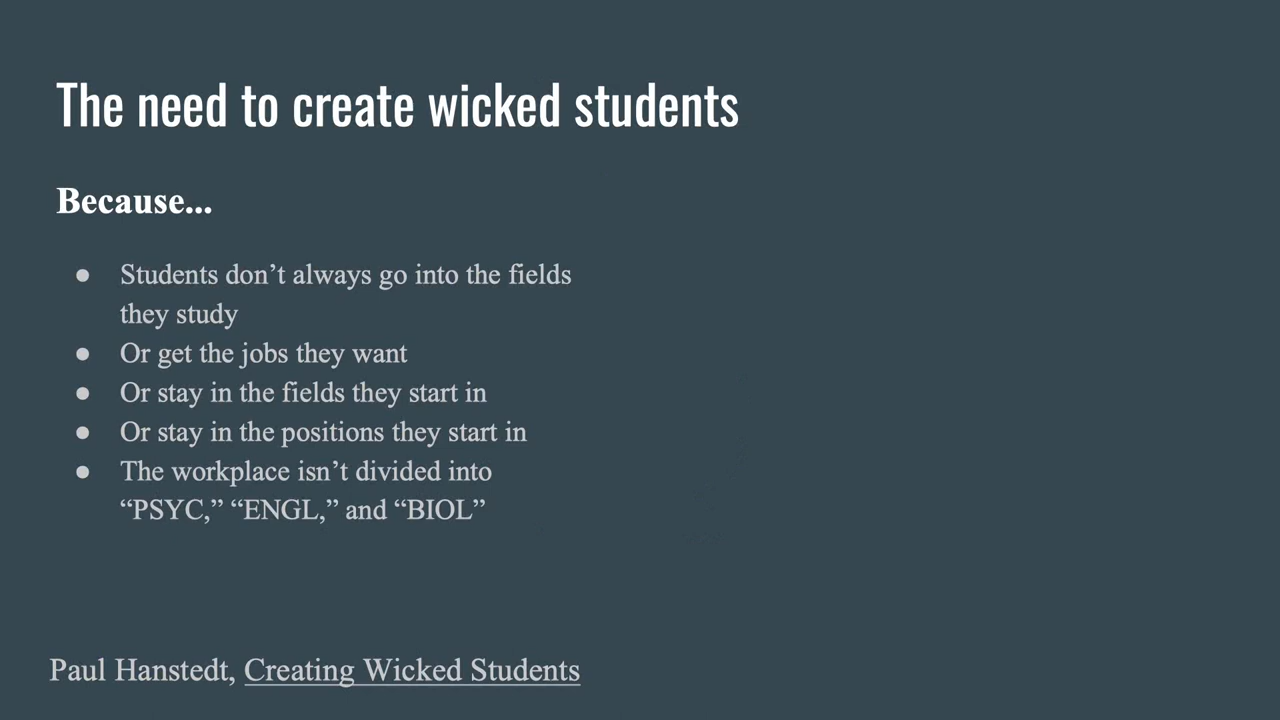 The need to create wicked students
Because...
● Students don’t always go into the fields
they study
● Or get the jobs they want
● Or stay in the fields they start in
● Or stay in the positions they start in
● The workplace isn’t divided into
“PSYC,” “ENGL,” and “BIOL”
Paul Hanstedt, Creating Wicked Students